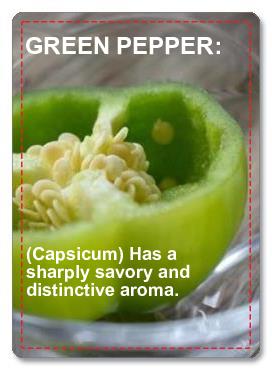 GREEN PEPPER:
(Capsicum) Has a
sharply savory and
distinctive aroma.